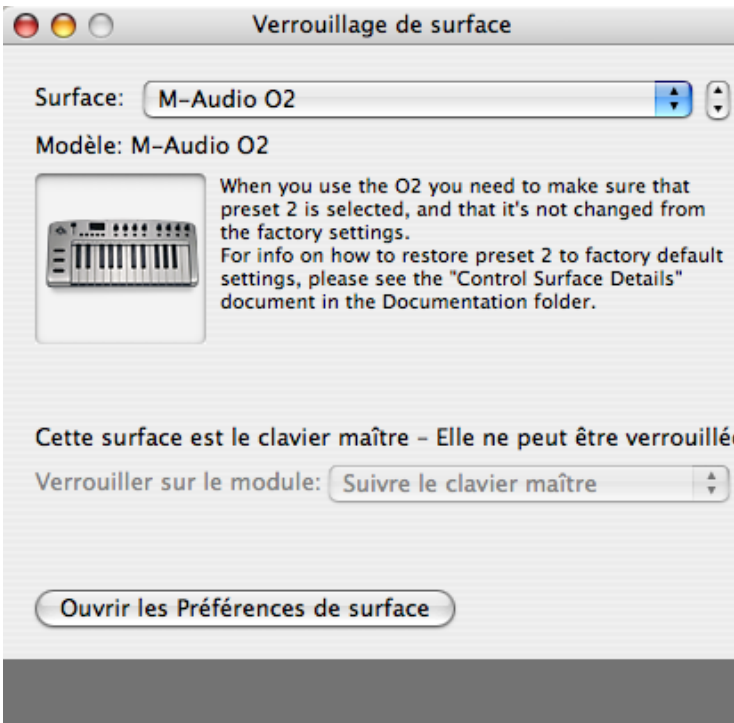 Verrouillage de surface
Surface: M-Audio O2
Modèle: M-Audio O2
When you use the O2 you need to make sure that
preset 2 is selected, and that it's not changed from
the factory settings.
For info on how to restore preset 2 to factory default
settings, please see the "Control Surface Details"
document in the Documentation folder.
Cette surface est le clavier maître - Elle ne peut être verrouillé
Verrouiller sur le module: Suivre le clavier maître
Ouvrir les Préférences de surface